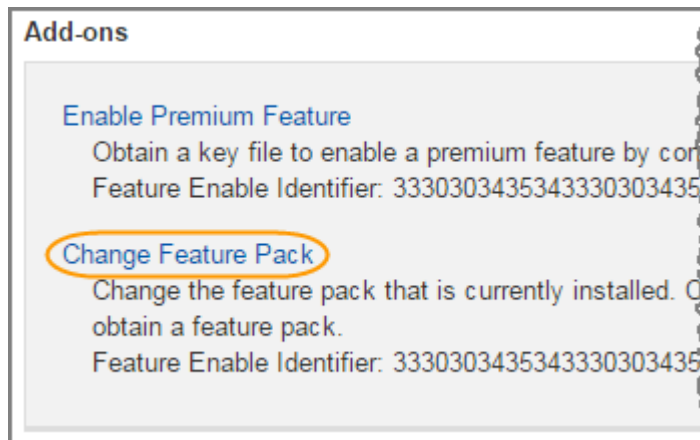 Add-ons
Enable Premium Feature
Obtain a key file to enable a premium feature by
Feature Enable Identifier: 3330303435343330303435
Change Feature Pack
Change the feature pack that is currently installed.
obtain a feature pack.
Feature Enable Identifier: 3330303435343330303435